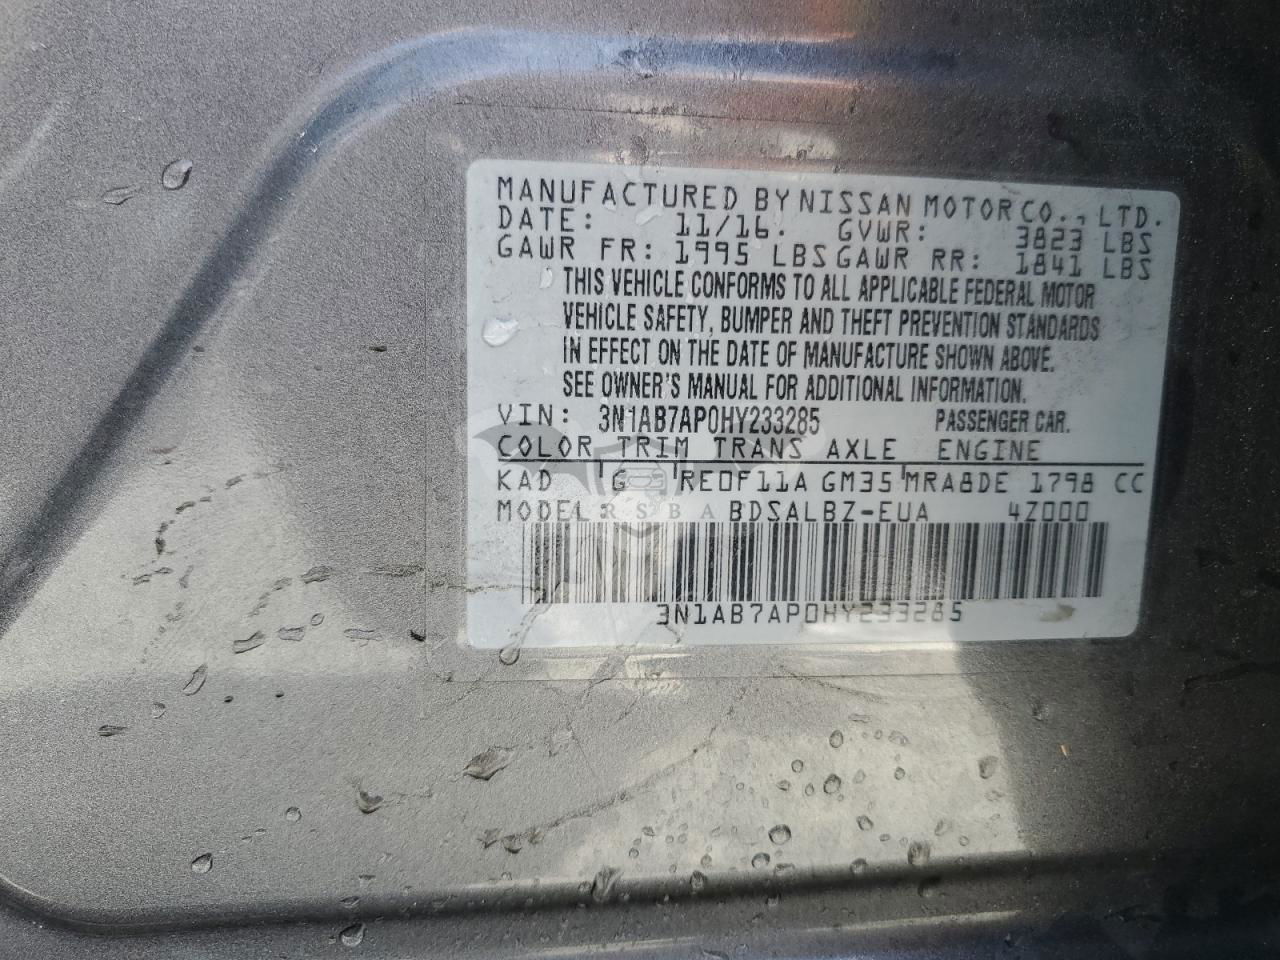 MANUFACTURED BY NISSAN MOTOR CO., LTD.
DATE: 11/16. GVWR: 3823 LBS
GAWR FR: 1995 LBS GAWR RR: 1841 LBS
THIS VEHICLE CONFORMS TO ALL APPLICABLE FEDERAL MOTOR
VEHICLE SAFETY, BUMPER AND THEFT PREVENTION STANDARDS
IN EFFECT ON THE DATE OF MANUFACTURE SHOWN ABOVE.
SEE OWNER'S MANUAL FOR ADDITIONAL INFORMATION.
VIN: 3N1AB7AP0HY233285 PASSENGER CAR.
COLOR TRIM TRANS AXLE ENGINE
KAD G RE0F11A GM35 MRA8DE 1798 CC
MODEL: BDSALBZ-EUA 4Z000
RSBA
3N1AB7AP0HY233285